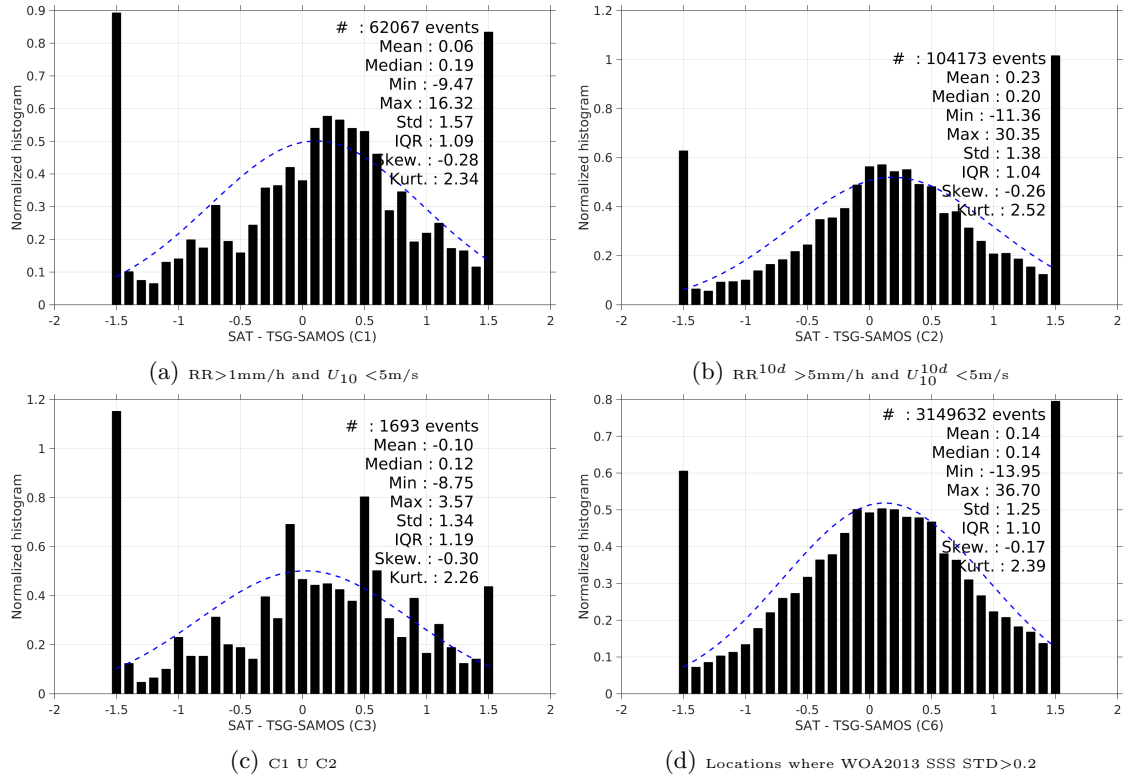 # : 62067 events
Mean : 0.06
Median : 0.19
Min : -9.47
Max : 16.32
Std : 1.57
IQR : 1.09
Skew. : -0.28
Kurt. : 2.34
Normalized histogram
0.9
0.8
0.7
0.6
0.5
0.4
0.3
0.2
0.1
0
-2 -1.5 -1 -0.5 0 0.5 1 1.5 2
SAT - TSG-SAMOS (C1)
(a) RR>1mm/h and U10 <5m/s
# : 104173 events
Mean : 0.23
Median : 0.20
Min : -11.36
Max : 30.35
Std : 1.38
IQR : 1.04
Skew. : -0.26
Kurt. : 2.52
Normalized histogram
1.2
1
0.8
0.6
0.4
0.2
0
-2 -1.5 -1 -0.5 0 0.5 1 1.5 2
SAT - TSG-SAMOS (C2)
(b) RR^10d >5mm/h and U10^10d <5m/s
# : 1693 events
Mean : -0.10
Median : 0.12
Min : -8.75
Max : 3.57
Std : 1.34
IQR : 1.19
Skew. : -0.30
Kurt. : 2.26
Normalized histogram
1.2
1
0.8
0.6
0.4
0.2
0
-2 -1.5 -1 -0.5 0 0.5 1 1.5 2
SAT - TSG-SAMOS (C3)
(c) C1 U C2
# : 3149632 events
Mean : 0.14
Median : 0.14
Min : -13.95
Max : 36.70
Std : 1.25
IQR : 1.10
Skew. : -0.17
Kurt. : 2.39
Normalized histogram
0.8
0.7
0.6
0.5
0.4
0.3
0.2
0.1
0
-2 -1.5 -1 -0.5 0 0.5 1 1.5 2
SAT - TSG-SAMOS (C6)
(d) Locations where WOA2013 SSS STD>0.2